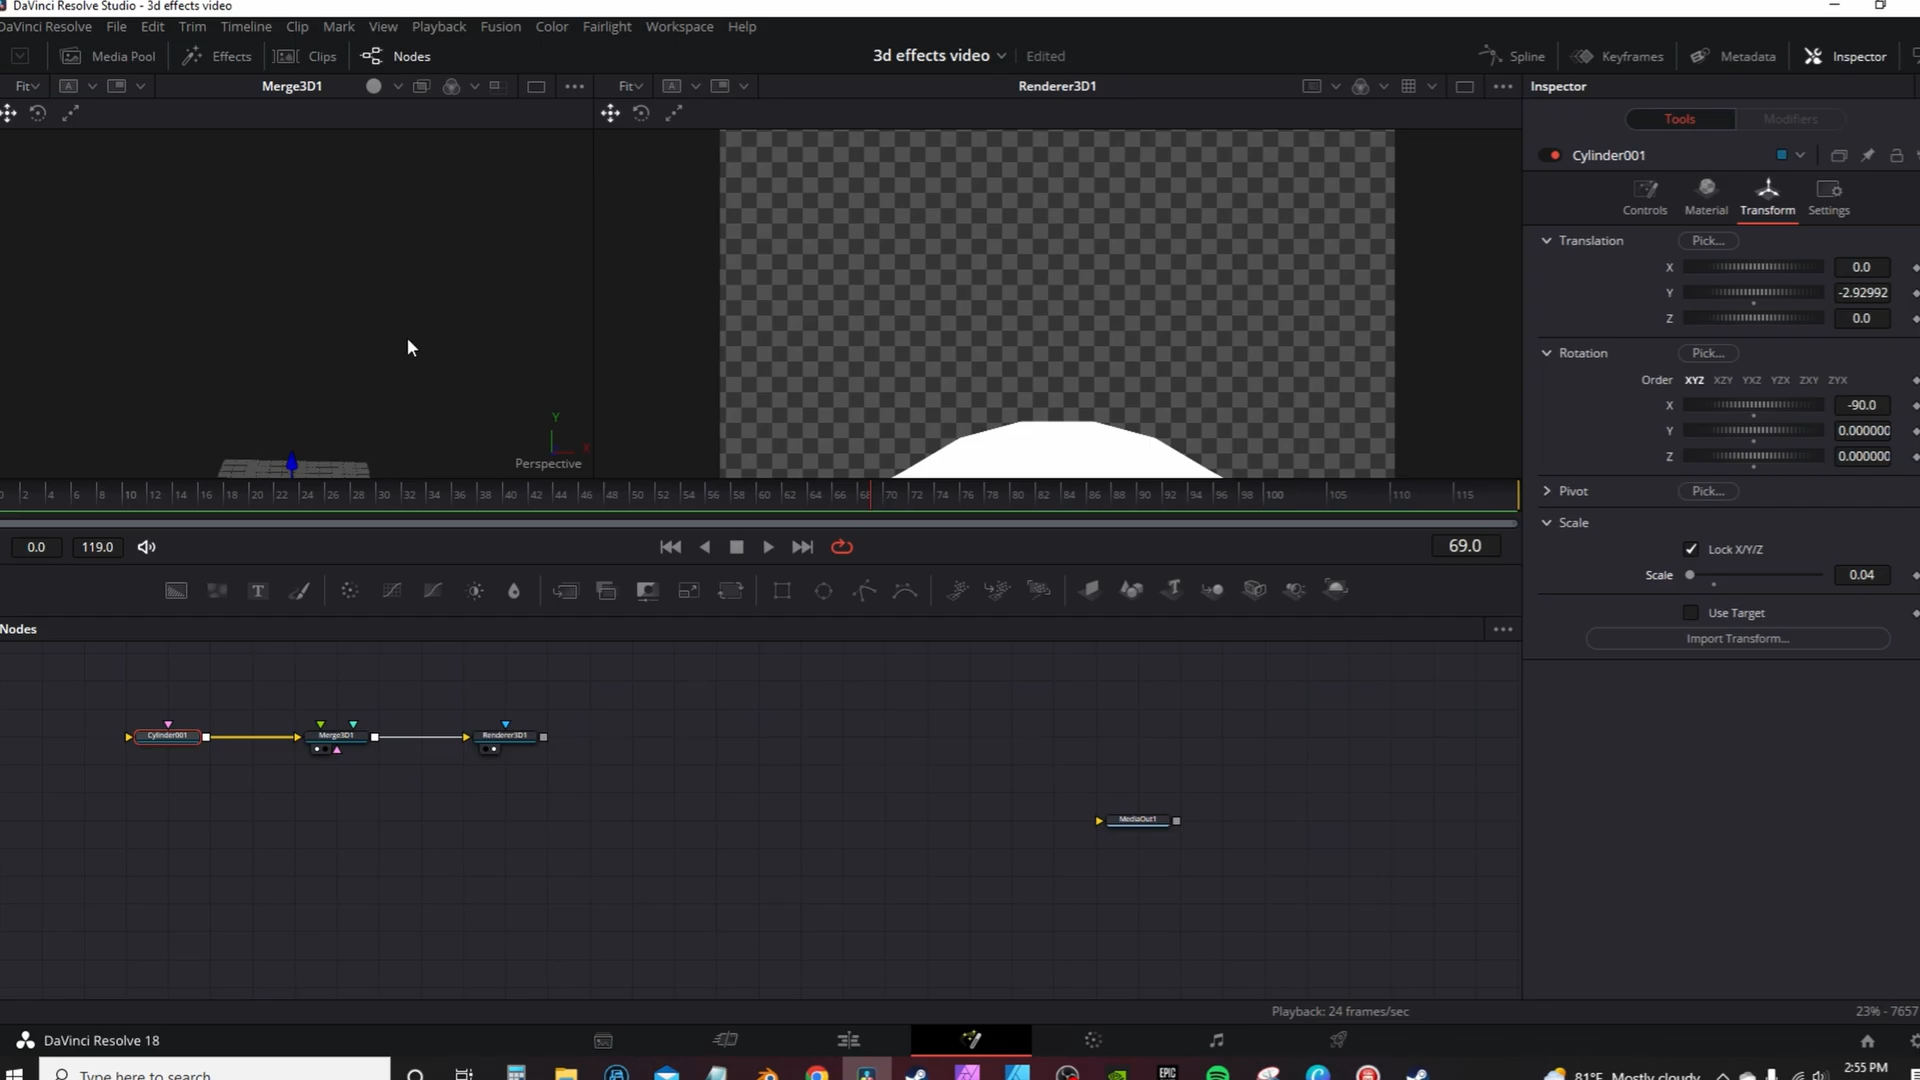 DaVinci Resolve Studio - 3d effects video
DaVinci Resolve File Edit Trim Timeline Clip Mark View Playback Fusion Color Fairlight Workspace Help
Media Pool Effects Clips Nodes 3d effects video Edited Spline Keyframes Metadata Inspector
Fit A Merge3D1 Fit A Renderer3D1 Inspector
Tools Modifiers
Cylinder001
Controls Material Transform Settings
Translation Pick...
X 0.0
Y -2.92992
Z 0.0
Rotation Pick...
Order XYZ XZY YXZ YZX ZXY ZYX
X -90.0
Y 0.000000
Z 0.000000
Pivot Pick...
Scale
Lock X/Y/Z
Scale 0.04
Use Target
Import Transform...
Y
X
Perspective
0 2 4 6 8 10 12 14 16 18 20 22 24 26 28 30 32 34 36 38 40 42 44 46 48 50 52 54 56 58 60 62 64 66 68 70 72 74 76 78 80 82 84 86 88 90 92 94 96 98 100 105 110 115
0.0 119.0 69.0
T T
Nodes
Cylinder001 Merge3D1 Renderer3D1
MediaOut1
Playback: 24 frames/sec 23% - 7657
DaVinci Resolve 18
Type here to search EPIC 81°F Mostly cloudy 2:55 PM